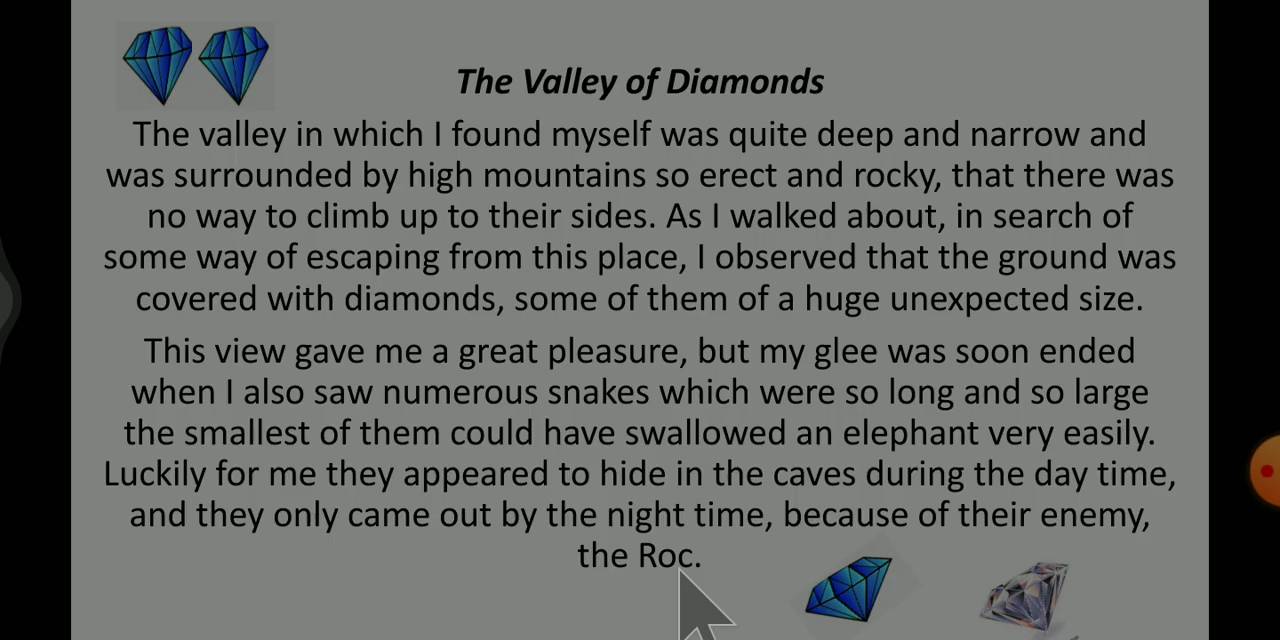 The Valley of Diamonds
The valley in which I found myself was quite deep and narrow and
was surrounded by high mountains so erect and rocky, that there was
no way to climb up to their sides. As I walked about, in search of
some way of escaping from this place, I observed that the ground was
covered with diamonds, some of them of a huge unexpected size.
This view gave me a great pleasure, but my glee was soon ended
when I also saw numerous snakes which were so long and so large
the smallest of them could have swallowed an elephant very easily.
Luckily for me they appeared to hide in the caves during the day time,
and they only came out by the night time, because of their enemy,
the Roc.